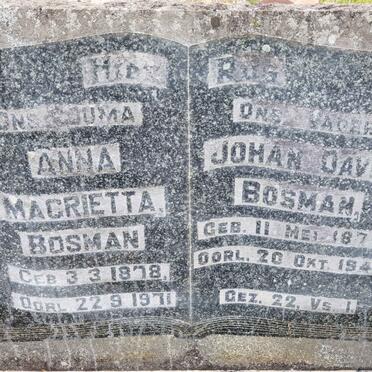 HIER RUS
ONS OUMA
ANNA
MAGRIETTA
BOSMAN
GEB 3.3.1878.
OORL. 22.9.1971
ONS
JOHAN DAV
BOSMAN,
GEB. 11 MEI 187
OORL. 20 OKT. 194
GEZ. 22. VS. 1